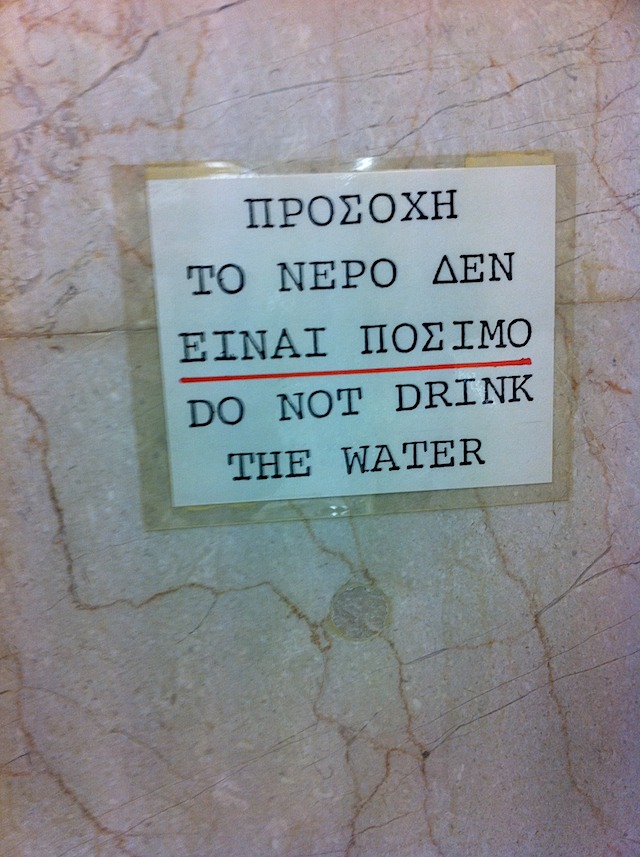 ΠΡΟΣΟΧΗ
ΤΟ ΝΕΡΟ ΔΕΝ
ΕΙΝΑΙ ΠΟΣΙΜΟ
DO NOT DRINK
THE WATER